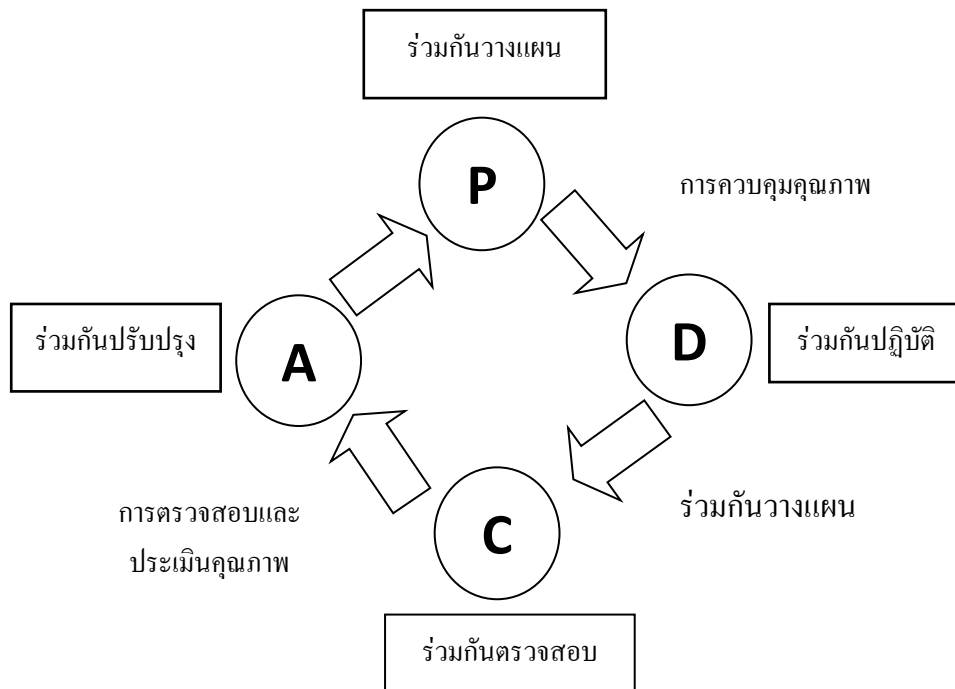 ร่วมกันวางแผน
P
การควบคุมคุณภาพ
ร่วมกันปรับปรุง
A
D
ร่วมกันปฏิบัติ
การตรวจสอบและ
ประเมินคุณภาพ
C
ร่วมกันวางแผน
ร่วมกันตรวจสอบ